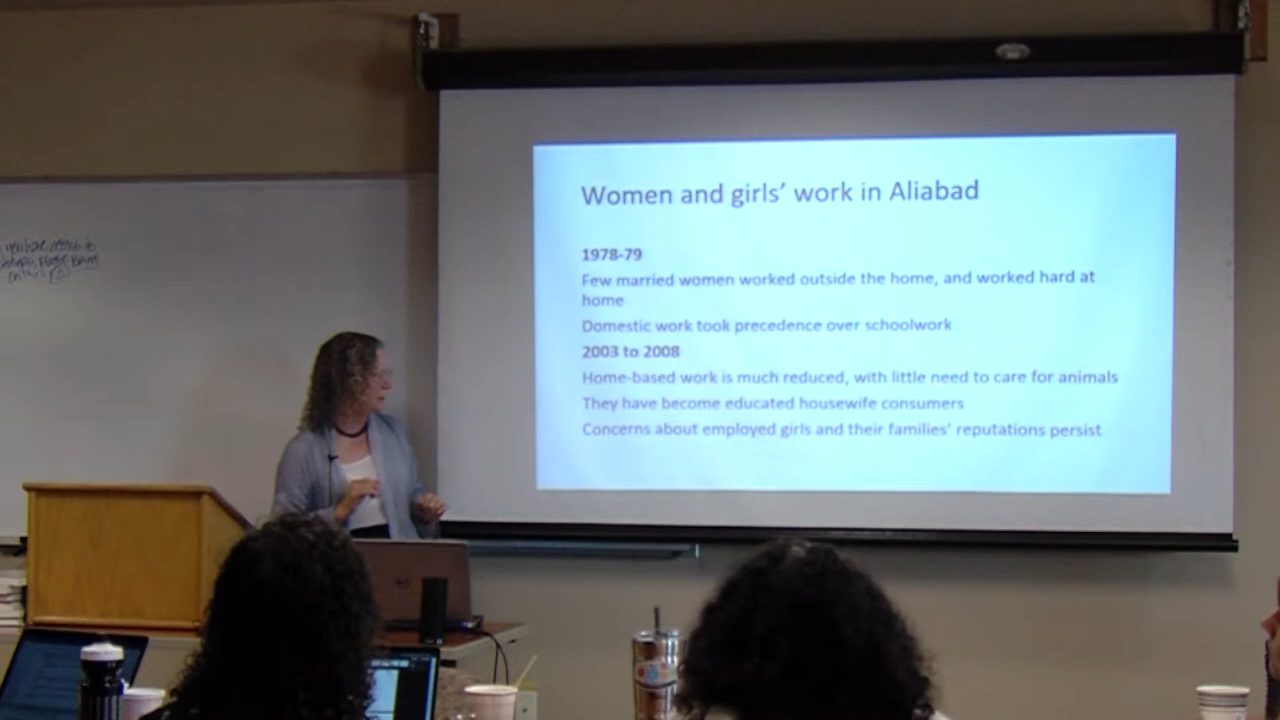 Women and girls' work in Aliabad
1978-79
Few married women worked outside the home, and worked hard at
home
Domestic work took precedence over schoolwork
2003 to 2008
Home-based work is much reduced, with little need to care for animals
They have become educated housewife consumers
Concerns about employed girls and their families' reputations persist